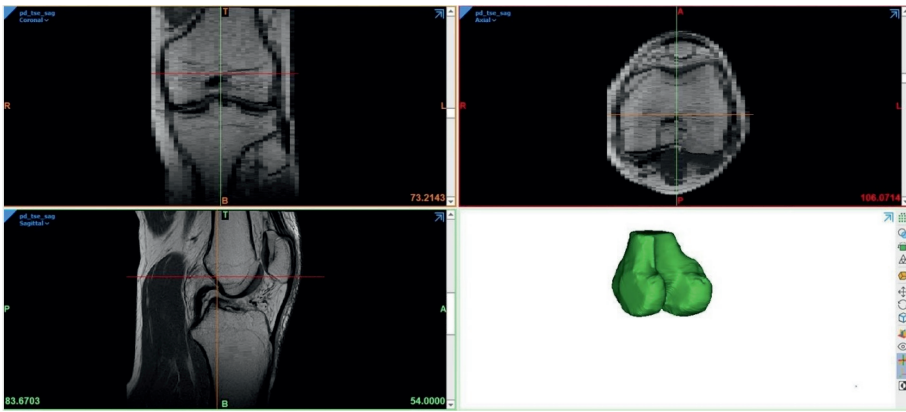 pd_tse_sag
Coronal
T
R
L
B
73.2143
pd_tse_sag
Axial
A
R
L
P
106.0714
pd_tse_sag
Sagittal
T
P
A
B
83.6703
54.0000